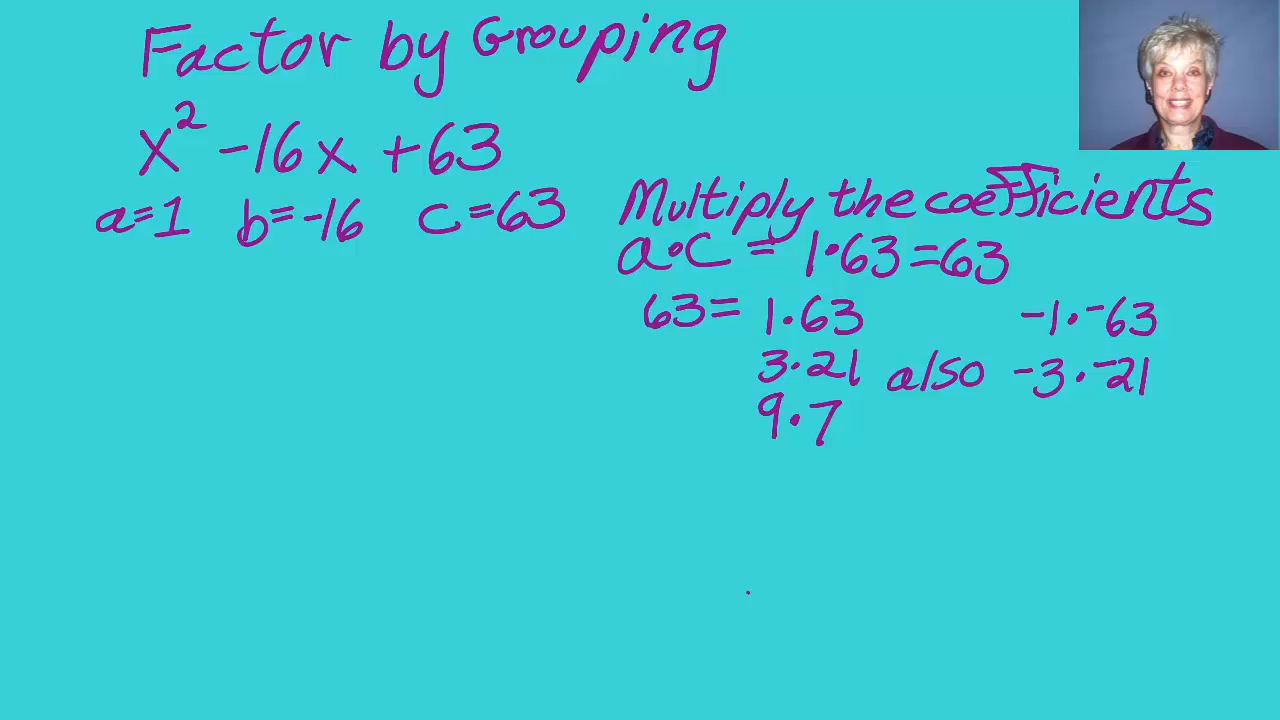 Factor by Grouping
x² -16x +63
a=1 b=-16 c=63
Multiply the coefficients
a•c = 1•63=63
63= 1•63 -1•-63
3•21 also -3•-21
9•7